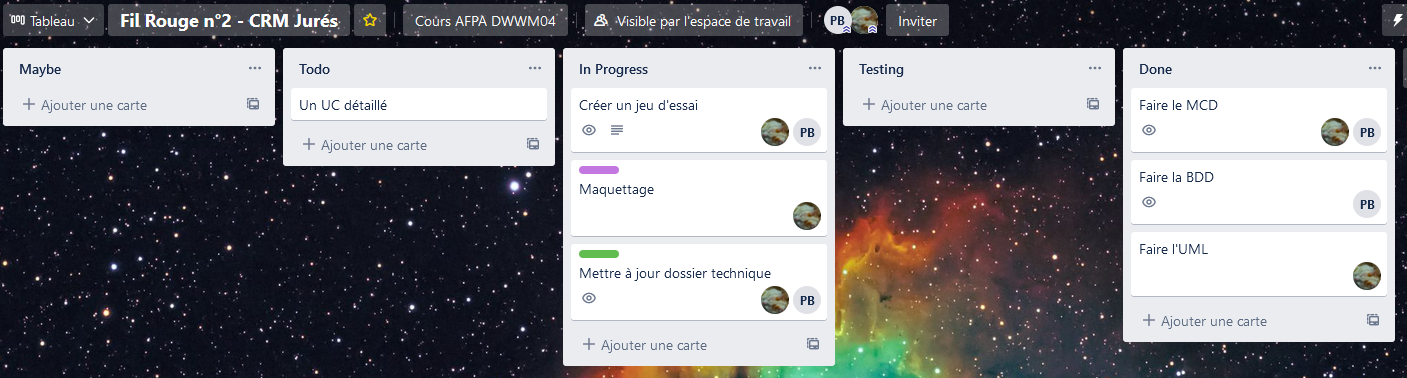 Tableau
Fil Rouge n°2 - CRM Jurés
Cours AFPA DWWM04
Visible par l'espace de travail
PB
Inviter
Maybe
Ajouter une carte
Todo
Un UC détaillé
Ajouter une carte
In Progress
Créer un jeu d'essai
PB
Maquettage
Mettre à jour dossier technique
PB
Ajouter une carte
Testing
Ajouter une carte
Done
Faire le MCD
PB
Faire la BDD
PB
Faire l'UML
Ajouter une carte